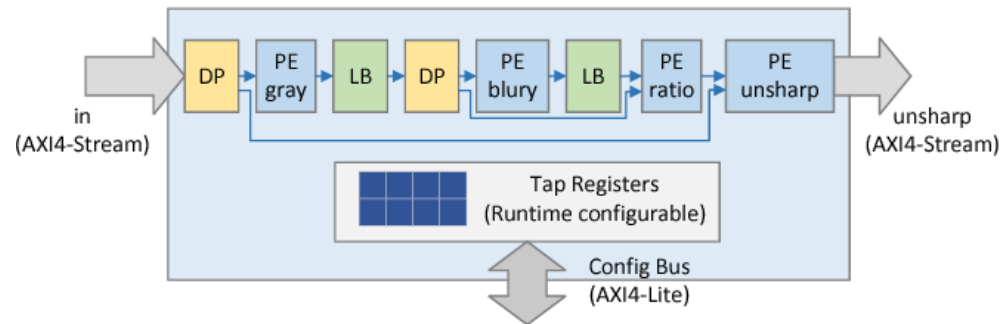 DP
PE
gray
LB
DP
PE
blury
LB
PE
ratio
PE
unsharp
in
(AXI4-Stream)
unsharp
(AXI4-Stream)
Tap Registers
(Runtime configurable)
Config Bus
(AXI4-Lite)